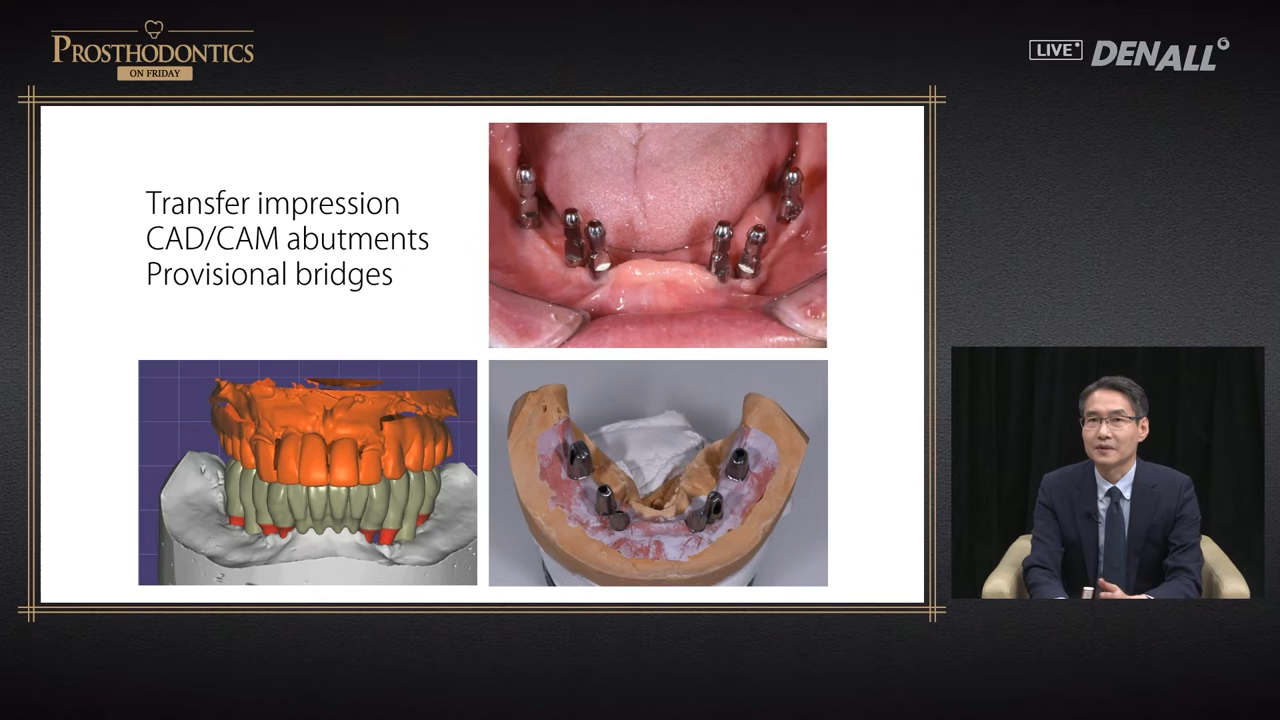 PROSTHODONTICS
ON FRIDAY
LIVE
DENALL
Transfer impression
CAD/CAM abutments
Provisional bridges